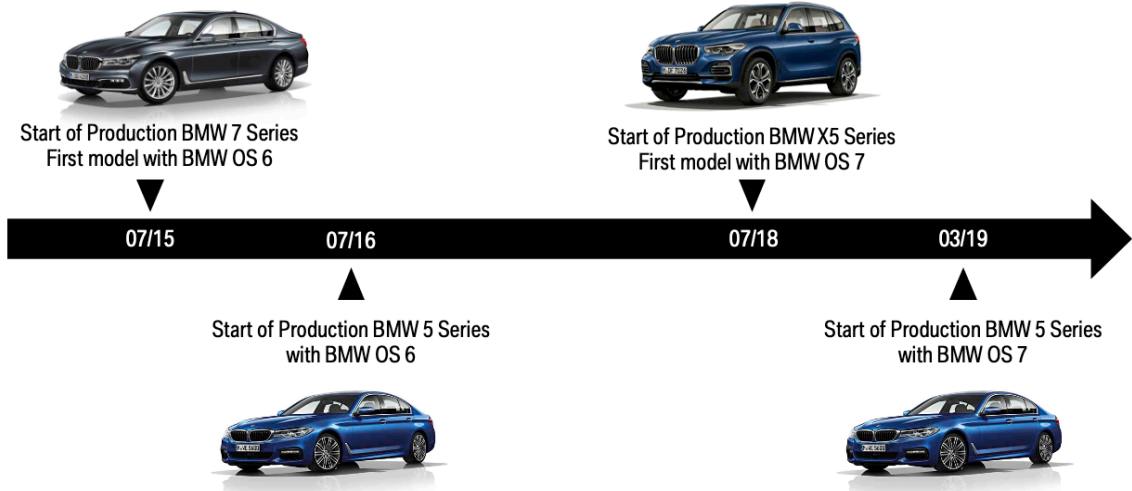 Start of Production BMW 7 Series
First model with BMW OS 6
Start of Production BMW X5 Series
First model with BMW OS 7
07/15
07/16
07/18
03/19
Start of Production BMW 5 Series
with BMW OS 6
Start of Production BMW 5 Series
with BMW OS 7